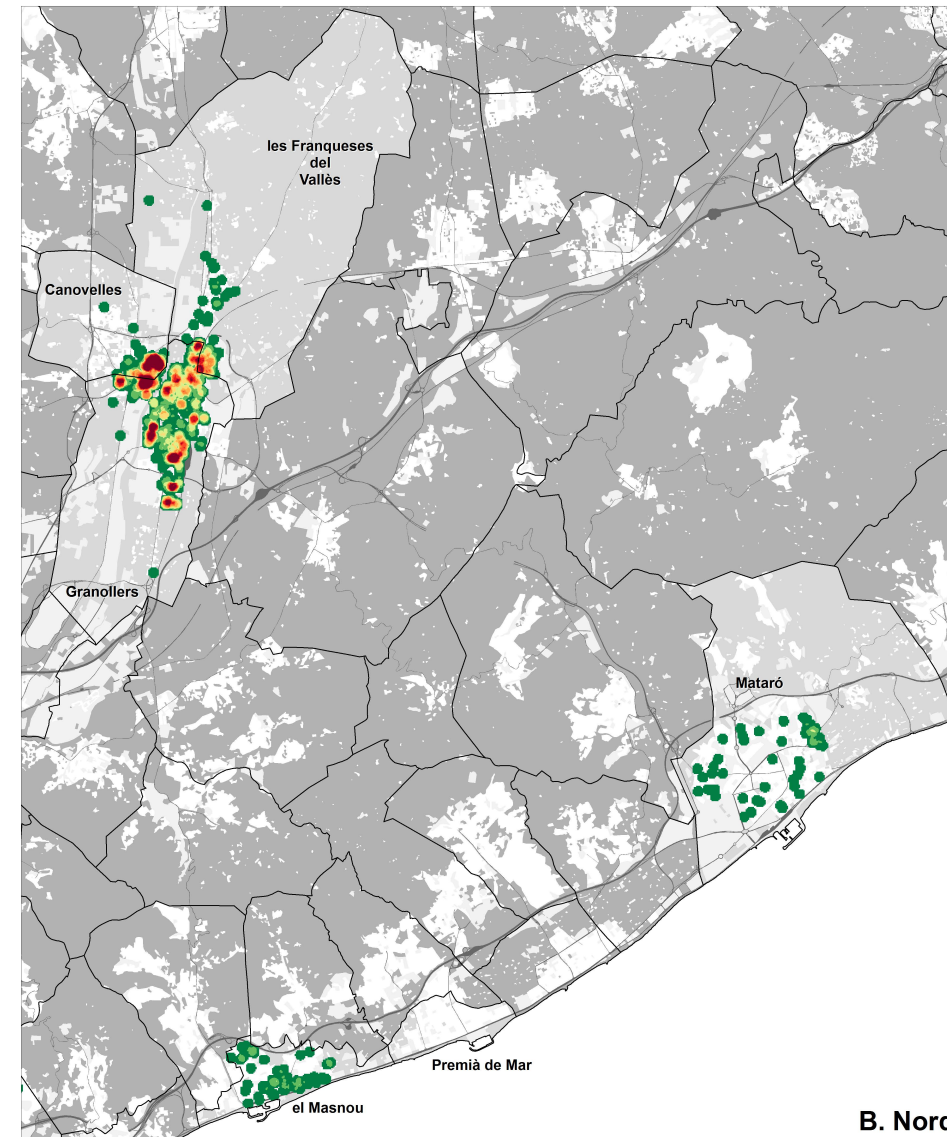 les Franqueses
del
Vallès
Canovelles
Granollers
Mataró
Premià de Mar
el Masnou
B. Nord